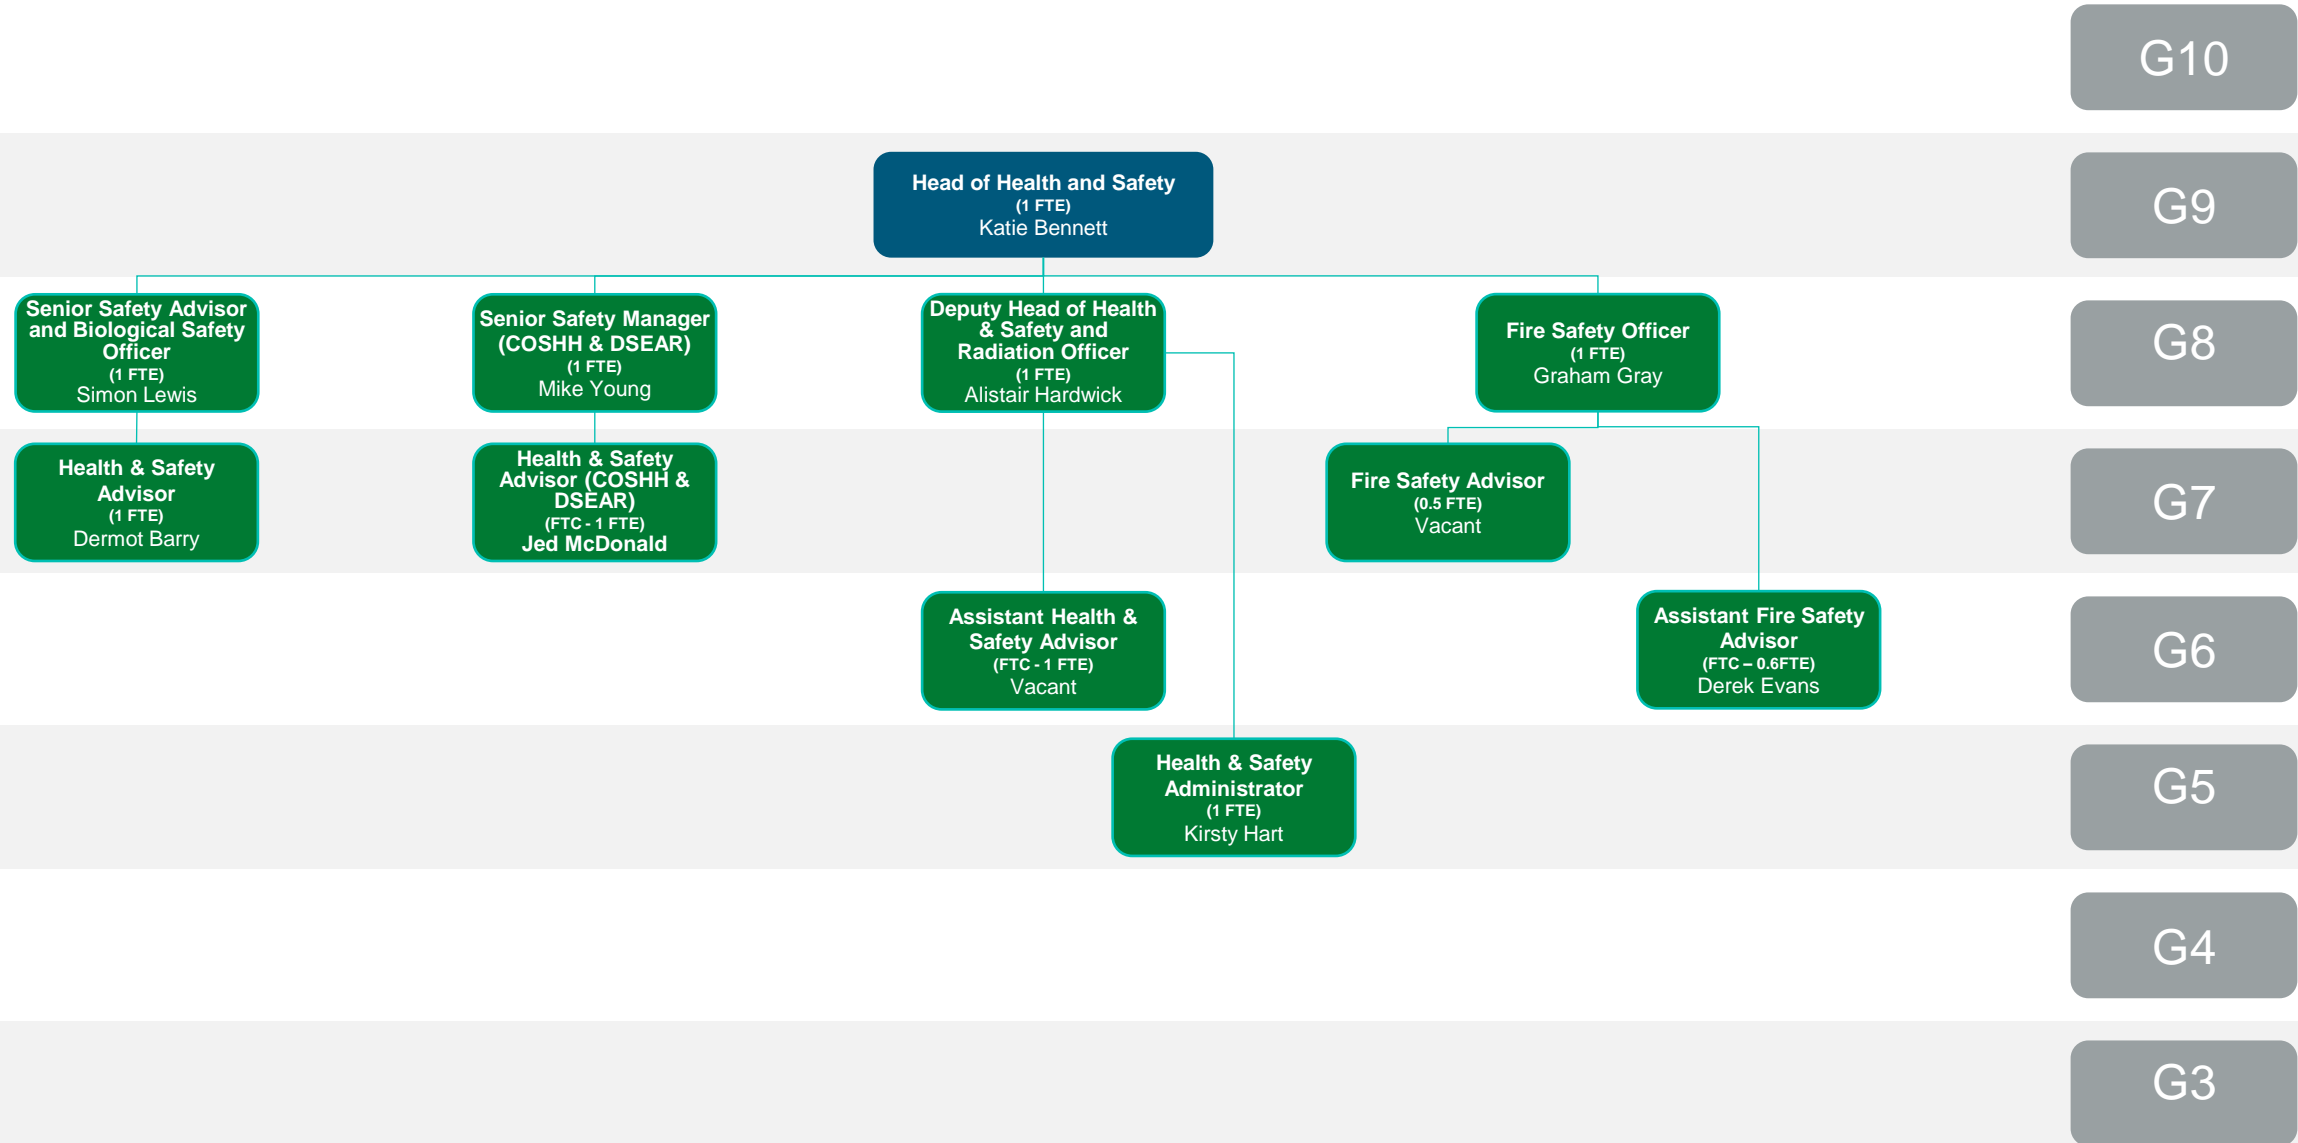 G10
Head of Health and Safety
(1 FTE)
Katie Bennett
G9
Senior Safety Advisor
and Biological Safety
Officer
(1 FTE)
Simon Lewis
Senior Safety Manager
(COSHH & DSEAR)
(1 FTE)
Mike Young
Deputy Head of Health
& Safety and
Radiation Officer
(1 FTE)
Alistair Hardwick
Fire Safety Officer
(1 FTE)
Graham Gray
G8
Health & Safety
Advisor
(1 FTE)
Dermot Barry
Health & Safety
Advisor (COSHH &
DSEAR)
(FTC - 1 FTE)
Jed McDonald
Fire Safety Advisor
(0.5 FTE)
Vacant
G7
Assistant Health &
Safety Advisor
(FTC - 1 FTE)
Vacant
Assistant Fire Safety
Advisor
(FTC – 0.6FTE)
Derek Evans
G6
Health & Safety
Administrator
(1 FTE)
Kirsty Hart
G5
G4
G3